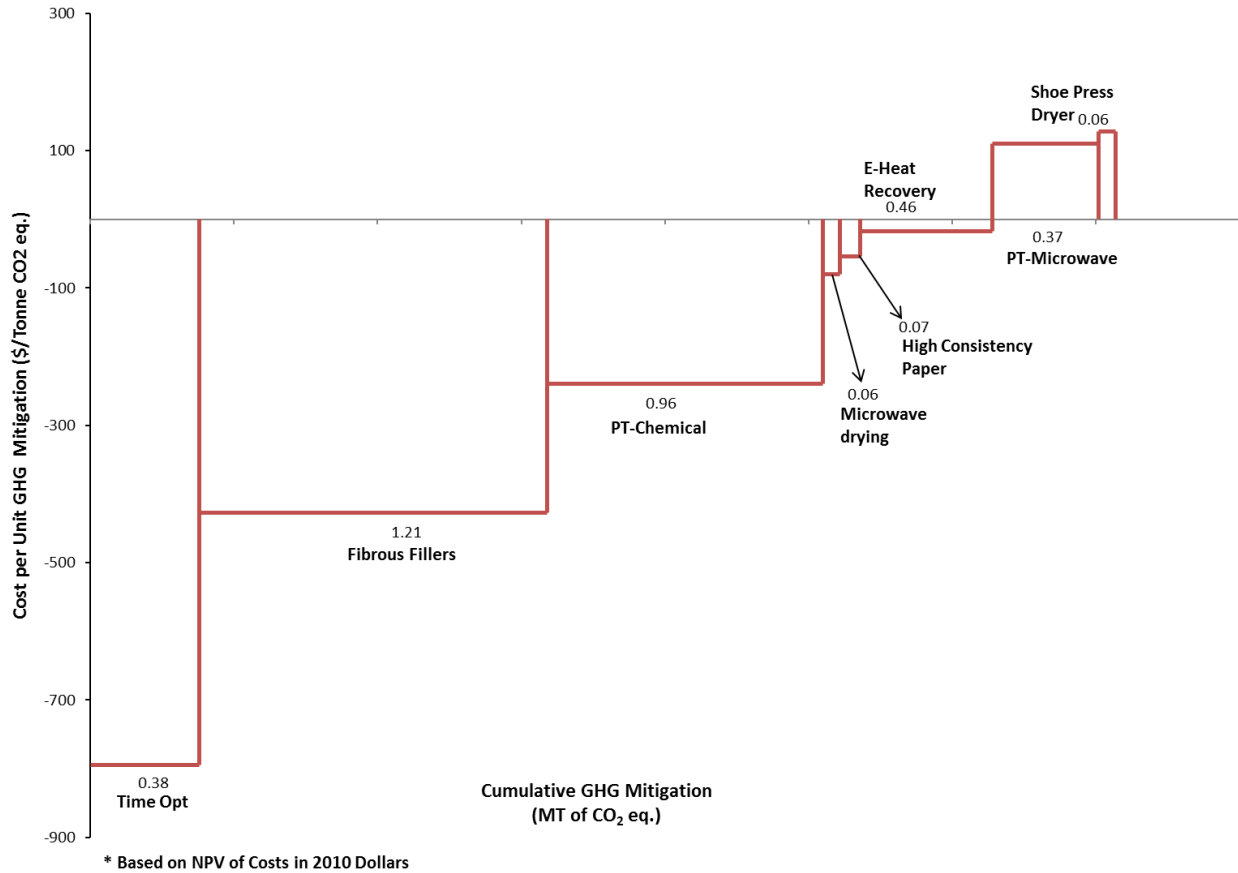 300
100
-100
-300
-500
-700
-900
Cost per Unit GHG Mitigation ($/Tonne CO2 eq.)
0.38
Time Opt
1.21
Fibrous Fillers
0.96
PT-Chemical
0.06
Microwave
drying
0.07
High Consistency
Paper
E-Heat
Recovery
0.46
0.37
PT-Microwave
Shoe Press
Dryer 0.06
Cumulative GHG Mitigation
(MT of CO₂ eq.)
* Based on NPV of Costs in 2010 Dollars